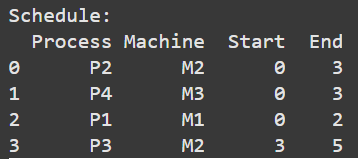 Schedule:
Process Machine Start End
0 P2 M2 0 3
1 P4 M3 0 3
2 P1 M1 0 2
3 P3 M2 3 5